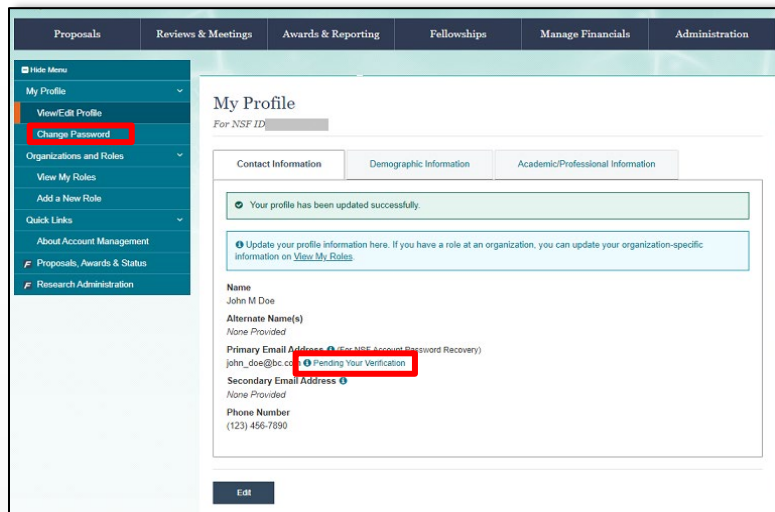 Proposals Reviews & Meetings Awards & Reporting Fellowships Manage Financials Administration
Hide Menu
My Profile
View/Edit Profile
Change Password
Organizations and Roles
View My Roles
Add a New Role
Quick Links
About Account Management
Proposals, Awards & Status
Research Administration
My Profile
For NSF ID
Contact Information Demographic Information Academic/Professional Information
Your profile has been updated successfully.
Update your profile information here. If you have a role at an organization, you can update your organization-specific
information on View My Roles.
Name
John M Doe
Alternate Name(s)
None Provided
Primary Email Address (For NSF Account Password Recovery)
john_doe@bc.com Pending Your Verification
Secondary Email Address
None Provided
Phone Number
(123) 456-7890
Edit